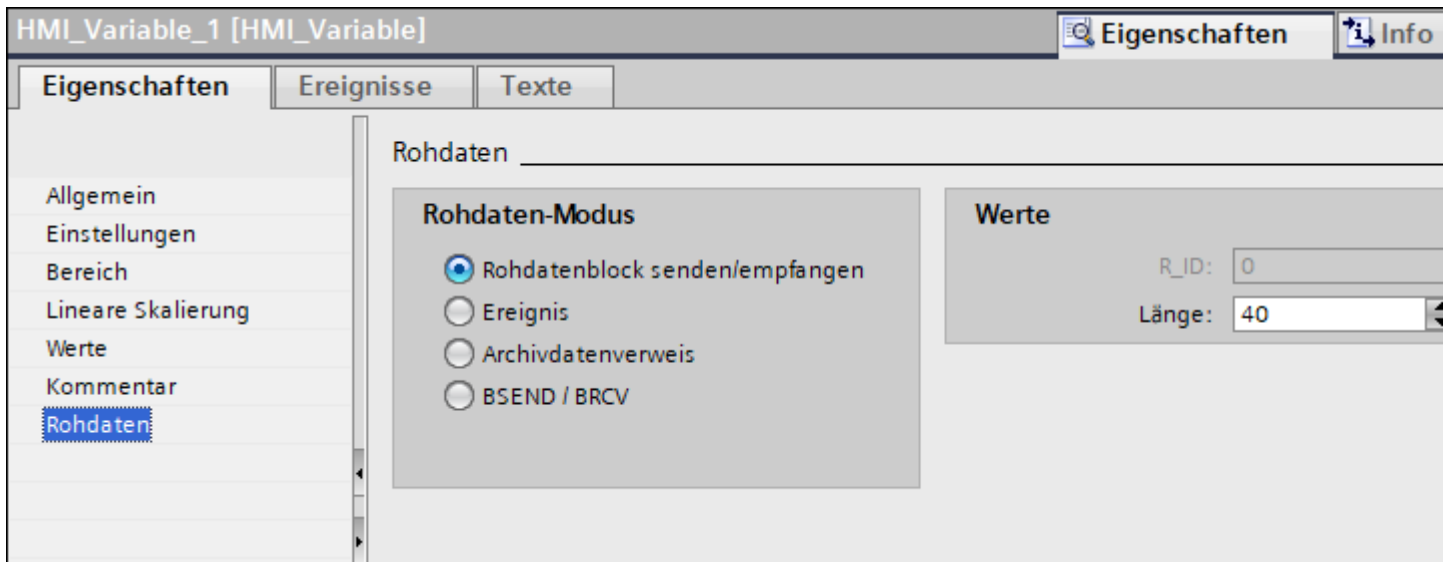 HMI_Variable_1 [HMI_Variable]
Eigenschaften
Info
Eigenschaften
Ereignisse
Texte
Allgemein
Einstellungen
Bereich
Lineare Skalierung
Werte
Kommentar
Rohdaten
Rohdaten
Rohdaten-Modus
Rohdatenblock senden/empfangen
Ereignis
Archivdatenverweis
BSEND / BRCV
Werte
R_ID: 0
Länge: 40